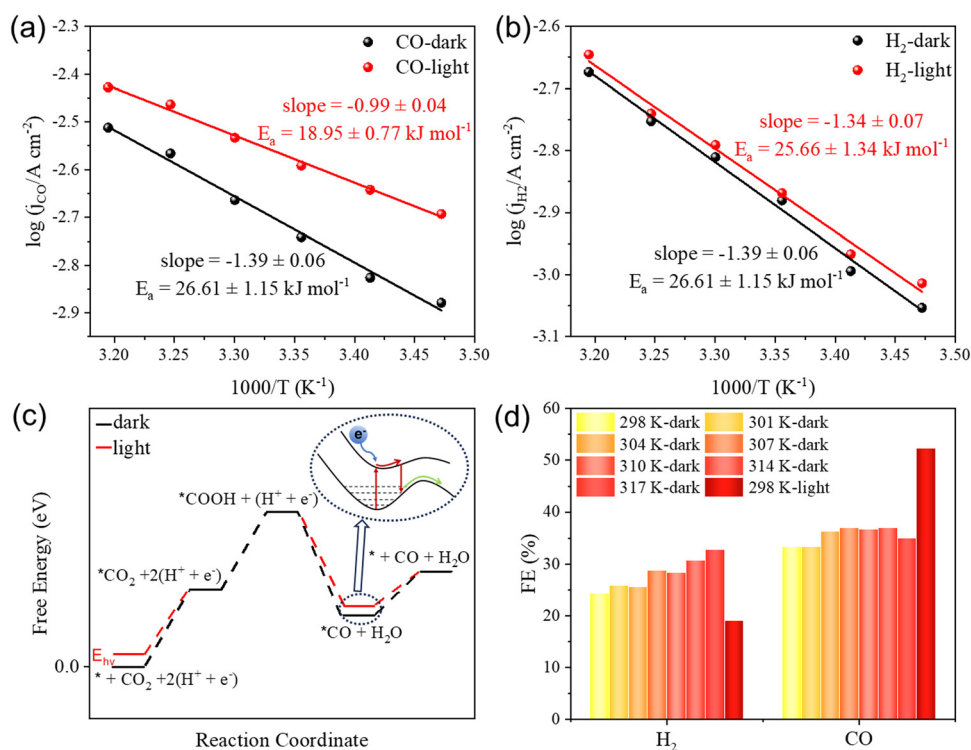 (a)
CO-dark
CO-light
slope = -0.99 ± 0.04
Eₐ = 18.95 ± 0.77 kJ mol⁻¹
slope = -1.39 ± 0.06
Eₐ = 26.61 ± 1.15 kJ mol⁻¹
log (j_CO/A cm⁻²)
-2.3
-2.4
-2.5
-2.6
-2.7
-2.8
-2.9
3.20 3.25 3.30 3.35 3.40 3.45
1000/T (K⁻¹)
(b)
H₂-dark
H₂-light
slope = -1.34 ± 0.07
Eₐ = 25.66 ± 1.34 kJ mol⁻¹
slope = -1.39 ± 0.06
Eₐ = 26.61 ± 1.15 kJ mol⁻¹
log (j_H2/A cm⁻²)
-2.6
-2.7
-2.8
-2.9
-3.0
-3.1
3.20 3.25 3.30 3.35 3.40 3.45
1000/T (K⁻¹)
(c)
dark
light
e⁻
*COOH + (H⁺ + e⁻)
*CO₂ +2(H⁺ + e⁻)
* + CO + H₂O
*CO + H₂O
E_hν
* + CO₂ +2(H⁺ + e⁻)
0.0
Free Energy (eV)
Reaction Coordinate
(d)
298 K-dark 301 K-dark
304 K-dark 307 K-dark
310 K-dark 314 K-dark
317 K-dark 298 K-light
FE (%)
60
50
40
30
20
10
0
H₂ CO